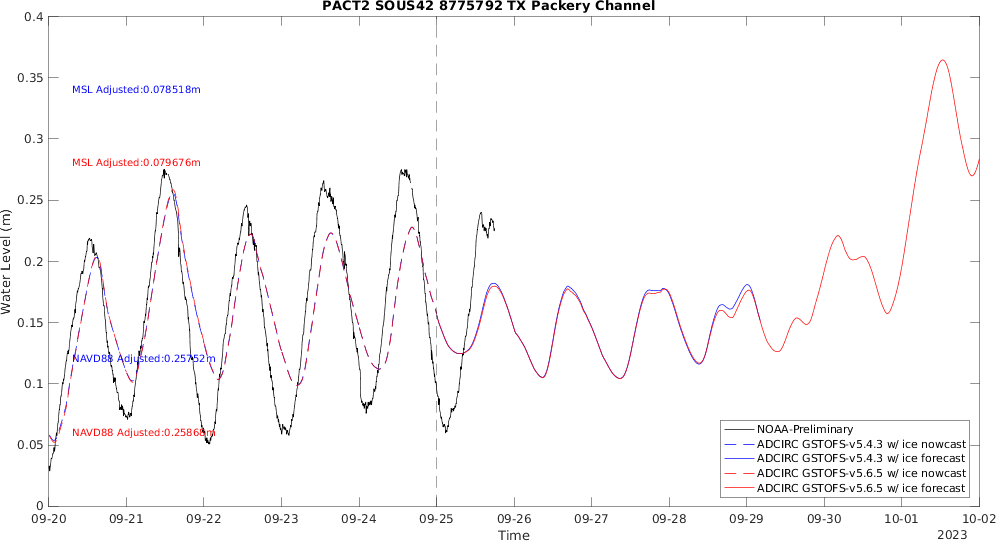 PACT2 SOUS42 8775792 TX Packery Channel
0.4
0.35
0.3
0.25
0.2
0.15
0.1
0.05
0
Water Level (m)
MSL Adjusted:0.078518m
MSL Adjusted:0.079676m
NAVD88 Adjusted:0.25752m
NAVD88 Adjusted:0.25868m
NOAA-Preliminary
ADCIRC GSTOFS-v5.4.3 w/ ice nowcast
ADCIRC GSTOFS-v5.4.3 w/ ice forecast
ADCIRC GSTOFS-v5.6.5 w/ ice nowcast
ADCIRC GSTOFS-v5.6.5 w/ ice forecast
09-20 09-21 09-22 09-23 09-24 09-25 09-26 09-27 09-28 09-29 09-30 10-01 10-02
Time
2023